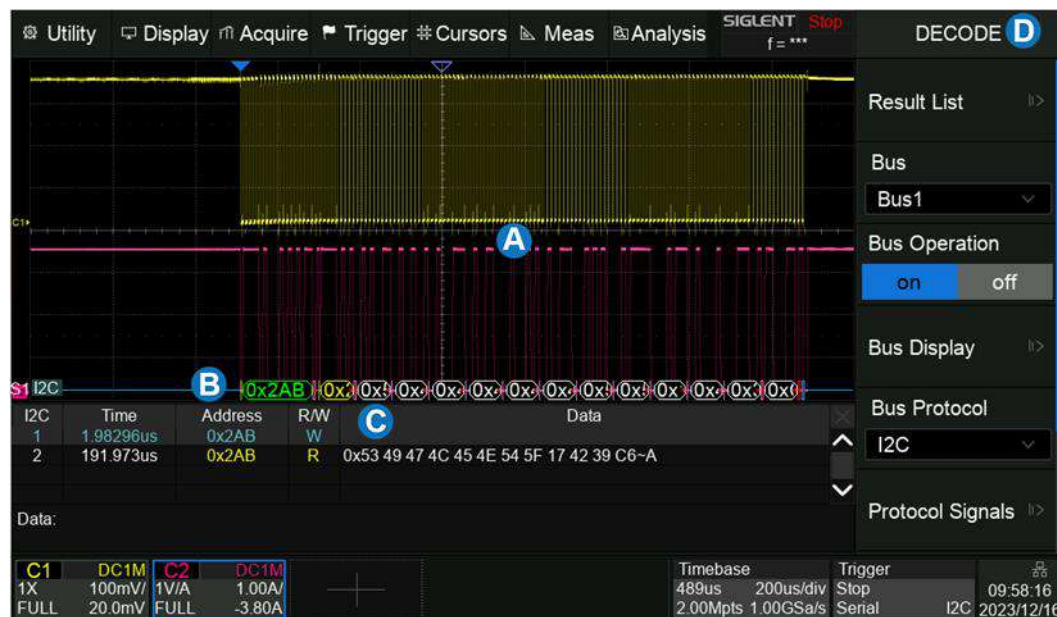 Utility Display Acquire Trigger Cursors Meas Analysis SIGLENT Stop DECODE D
f = ***
Result List
Bus
Bus1
C1
A
Bus Operation
on off
Bus Display
S1 I2C B 0x2AB
Bus Protocol
I2C Time Address R/W C Data
1 1.98296us 0x2AB W
I2C
2 191.973us 0x2AB R 0x53 49 47 4C 45 4E 54 5F 17 42 39 C6~A
Protocol Signals
Data:
C1 DC1M C2 DC1M Timebase Trigger
1X 100mV/ 1V/A 1.00A/ 489us 200us/div Stop 09:58:16
FULL 20.0mV FULL -3.80A 2.00Mpts 1.00GSa/s Serial I2C 2023/12/16